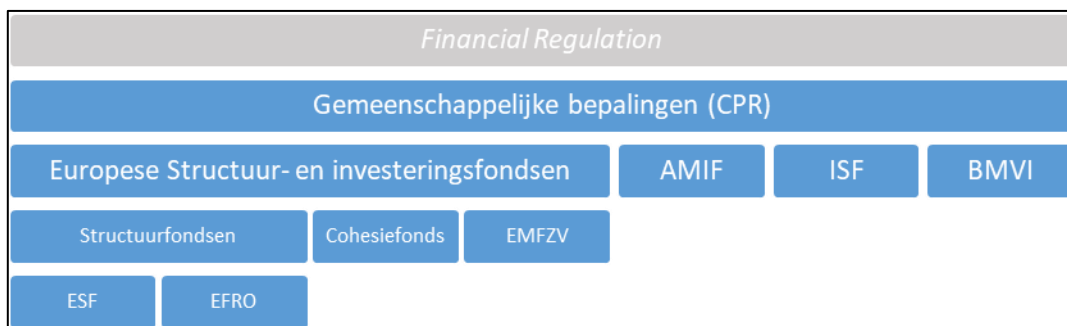 Financial Regulation
Gemeenschappelijke bepalingen (CPR)
Europese Structuur- en investeringsfondsen AMIF ISF BMVI
Structuurfondsen Cohesiefonds EMFZV
ESF EFRO